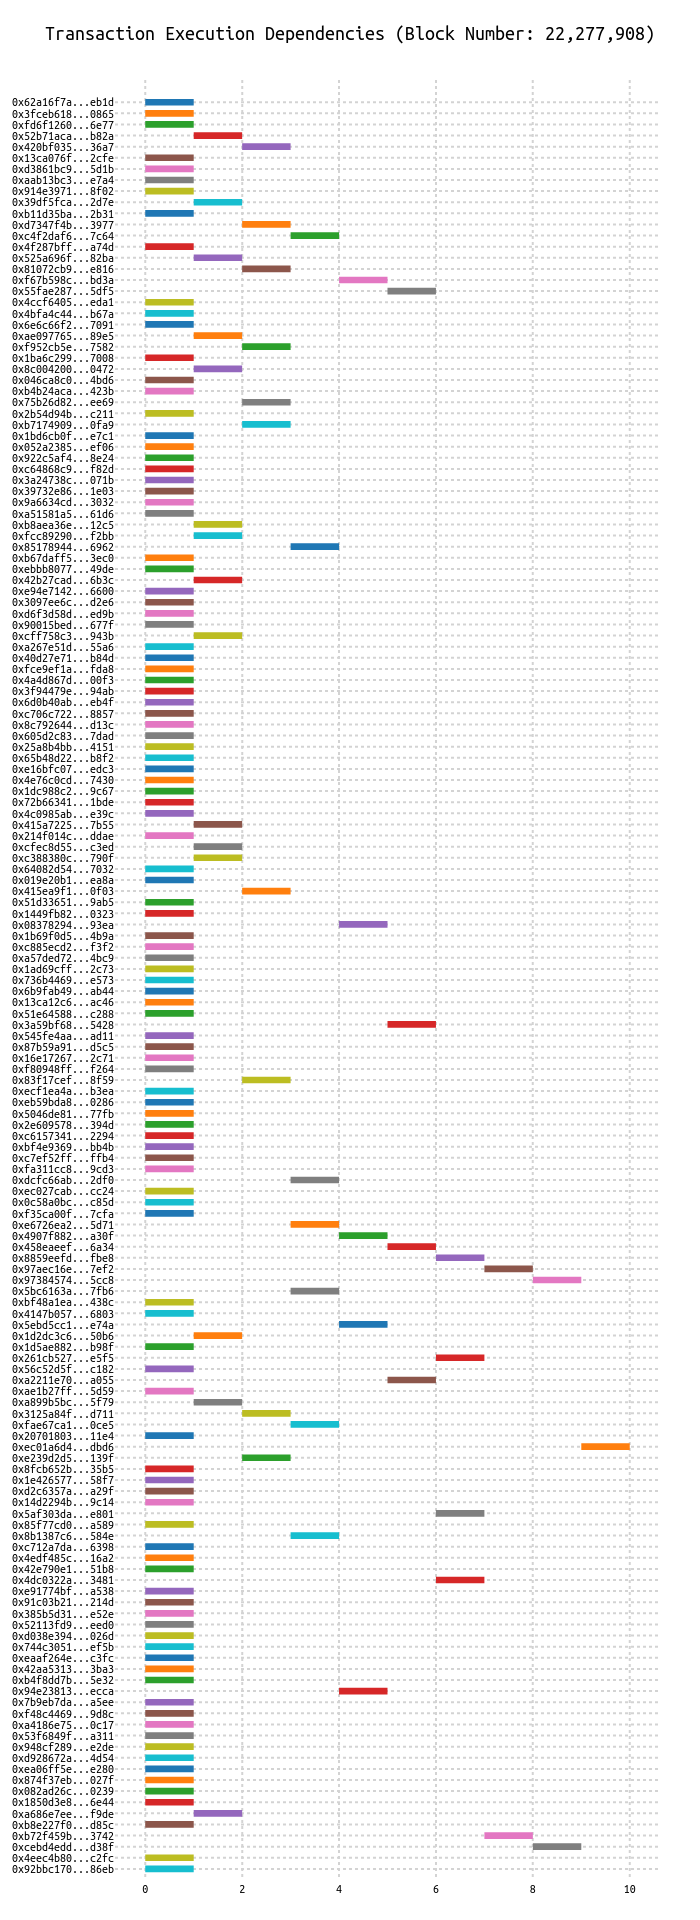 Transaction Execution Dependencies (Block Number: 22,277,908)
0x62a16f7a...eb1d
0x3fceb618...0865
0xfd6f1260...6e77
0x52b71aca...b82a
0x420bf035...36a7
0x13ca076f...2cfe
0xd3861bc9...5d1b
0xaab13bc3...e7a4
0x914e3971...8f02
0x39df5fca...2d7e
0xb11d35ba...2b31
0xd7347f4b...3977
0xc4f2daf6...7c64
0x4f287bff...a74d
0x525a696f...82ba
0x81072cb9...e816
0xf67b598c...bd3a
0x55fae287...5df5
0x4ccf6405...eda1
0x4bfa4c44...b67a
0x6e6c66f2...7091
0xae097765...89e5
0xf952cb5e...7582
0x1ba6c299...7008
0x8c004200...0472
0x046ca8c0...4bd6
0xb4b24aca...423b
0x75b26d82...ee69
0x2b54d94b...c211
0xb7174909...0fa9
0x1bd6cb0f...e7c1
0x052a2385...ef06
0x922c5af4...8e24
0xc64868c9...f82d
0x3a24738c...071b
0x39732e86...1e03
0x9a6634cd...3032
0xa51581a5...61d6
0xb8aea36e...12c5
0xfcc89290...f2bb
0x85178944...6962
0xb67daff5...3ec0
0xebbb8077...49de
0x42b27cad...6b3c
0xe94e7142...6600
0x3097ee6c...d2e6
0xd6f3d58d...ed9b
0x90015bed...677f
0xcff758c3...943b
0xa267e51d...55a6
0x40d27e71...b84d
0xfce9ef1a...fda8
0x4a4d867d...00f3
0x3f94479e...94ab
0x6d0b40ab...eb4f
0xc706c722...8857
0x8c792644...d13c
0x605d2c83...7dad
0x25a8b4bb...4151
0x65b48d22...b8f2
0xe16bfc07...edc3
0x4e76c0cd...7430
0x1dc988c2...9c67
0x72b66341...1bde
0x4c0985ab...e39c
0x415a7225...7b55
0x214f014c...ddae
0xcfec8d55...c3ed
0xc388380c...790f
0x64082d54...7032
0x019e20b1...ea8a
0x415ea9f1...0f03
0x51d33651...9ab5
0x1449fb82...0323
0x08378294...93ea
0x1b69f0d5...4b9a
0xc885ecd2...f3f2
0xa57ded72...4bc9
0x1ad69cff...2c73
0x736b4469...e573
0x6b9fab49...ab44
0x13ca12c6...ac46
0x51e64588...c288
0x3a59bf68...5428
0x545fe4aa...ad11
0x87b59a91...d5c5
0x16e17267...2c71
0xf80948ff...f264
0x83f17cef...8f59
0xecf1ea4a...b3ea
0xeb59bda8...0286
0x5046de81...77fb
0x2e609578...394d
0xc6157341...2294
0xbf4e9369...bb4b
0xc7ef52ff...ffb4
0xfa311cc8...9cd3
0xdcfc66ab...2df0
0xec027cab...cc24
0x0c58a0bc...c85d
0xf35ca00f...7cfa
0xe6726ea2...5d71
0x4907f882...a30f
0x458eaeef...6a34
0x8859eefd...fbe8
0x97aec16e...7ef2
0x97384574...5cc8
0x5bc6163a...7fb6
0xbf48a1ea...438c
0x4147b057...6803
0x5ebd5cc1...e74a
0x1d2dc3c6...50b6
0x1d5ae882...b98f
0x261cb527...e5f5
0x56c52d5f...c182
0xa2211e70...a055
0xae1b27ff...5d59
0xa899b5bc...5f79
0x3125a84f...d711
0xfae67ca1...0ce5
0x20701803...11e4
0xec01a6d4...dbd6
0xe239d2d5...139f
0x8fcb652b...35b5
0x1e426577...58f7
0xd2c6357a...a29f
0x14d2294b...9c14
0x5af303da...e801
0x85f77cd0...a589
0x8b1387c6...584e
0xc712a7da...6398
0x4edf485c...16a2
0x42e790e1...51b8
0x4dc0322a...3481
0xe91774bf...a538
0x91c03b21...214d
0x385b5d31...e52e
0x52113fd9...eed0
0xd038e394...026d
0x744c3051...ef5b
0xeaaf264e...c3fc
0x42aa5313...3ba3
0xb4f8dd7b...5e32
0x94e23813...ecca
0x7b9eb7da...a5ee
0xf48c4469...9d8c
0xa4186e75...0c17
0x53f6849f...a311
0x948cf289...e2de
0xd928672a...4d54
0xea06ff5e...e280
0x874f37eb...027f
0x082ad26c...0239
0x1850d3e8...6e44
0xa686e7ee...f9de
0xb8e227f0...d85c
0xb72f459b...3742
0xcebd4edd...d38f
0x4eec4b80...c2fc
0x92bbc170...86eb
0 2 4 6 8 10